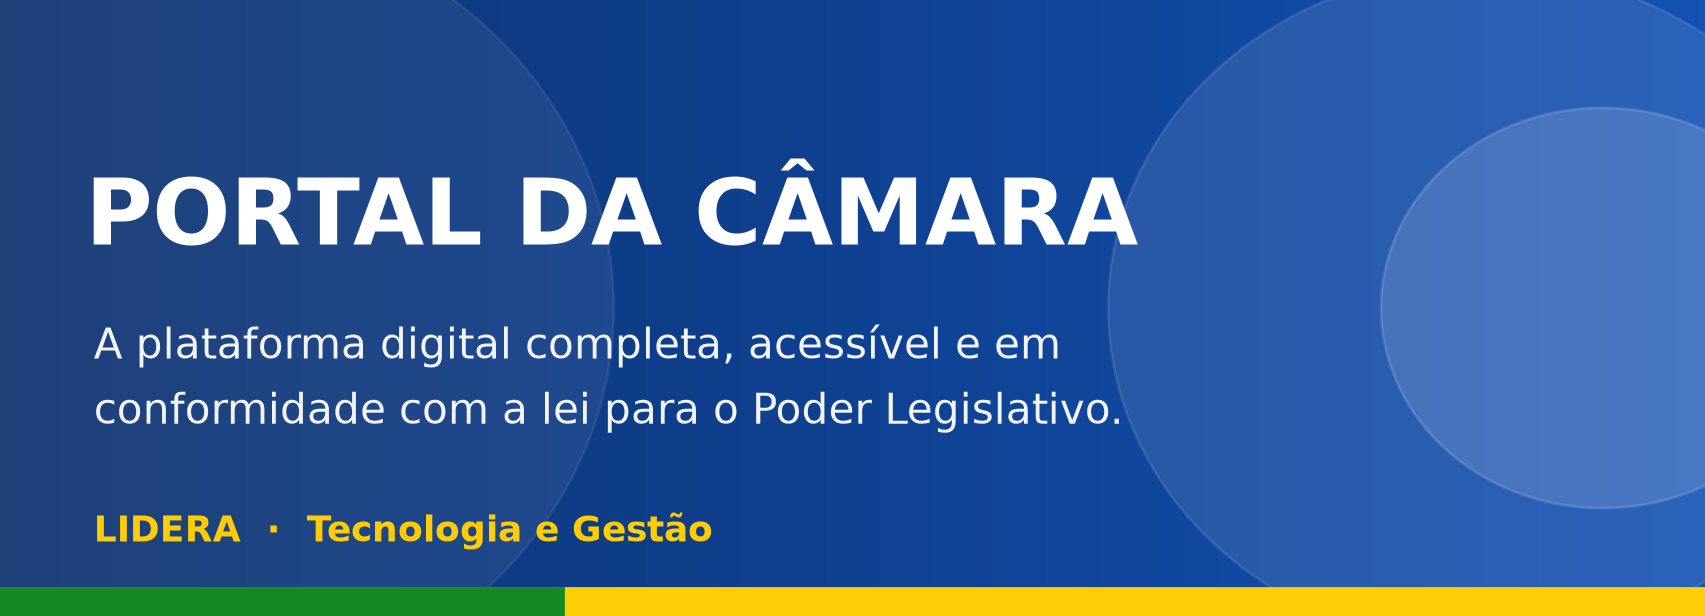 PORTAL DA CÂMARA
A plataforma digital completa, acessível e em
conformidade com a lei para o Poder Legislativo.
LIDERA · Tecnologia e Gestão